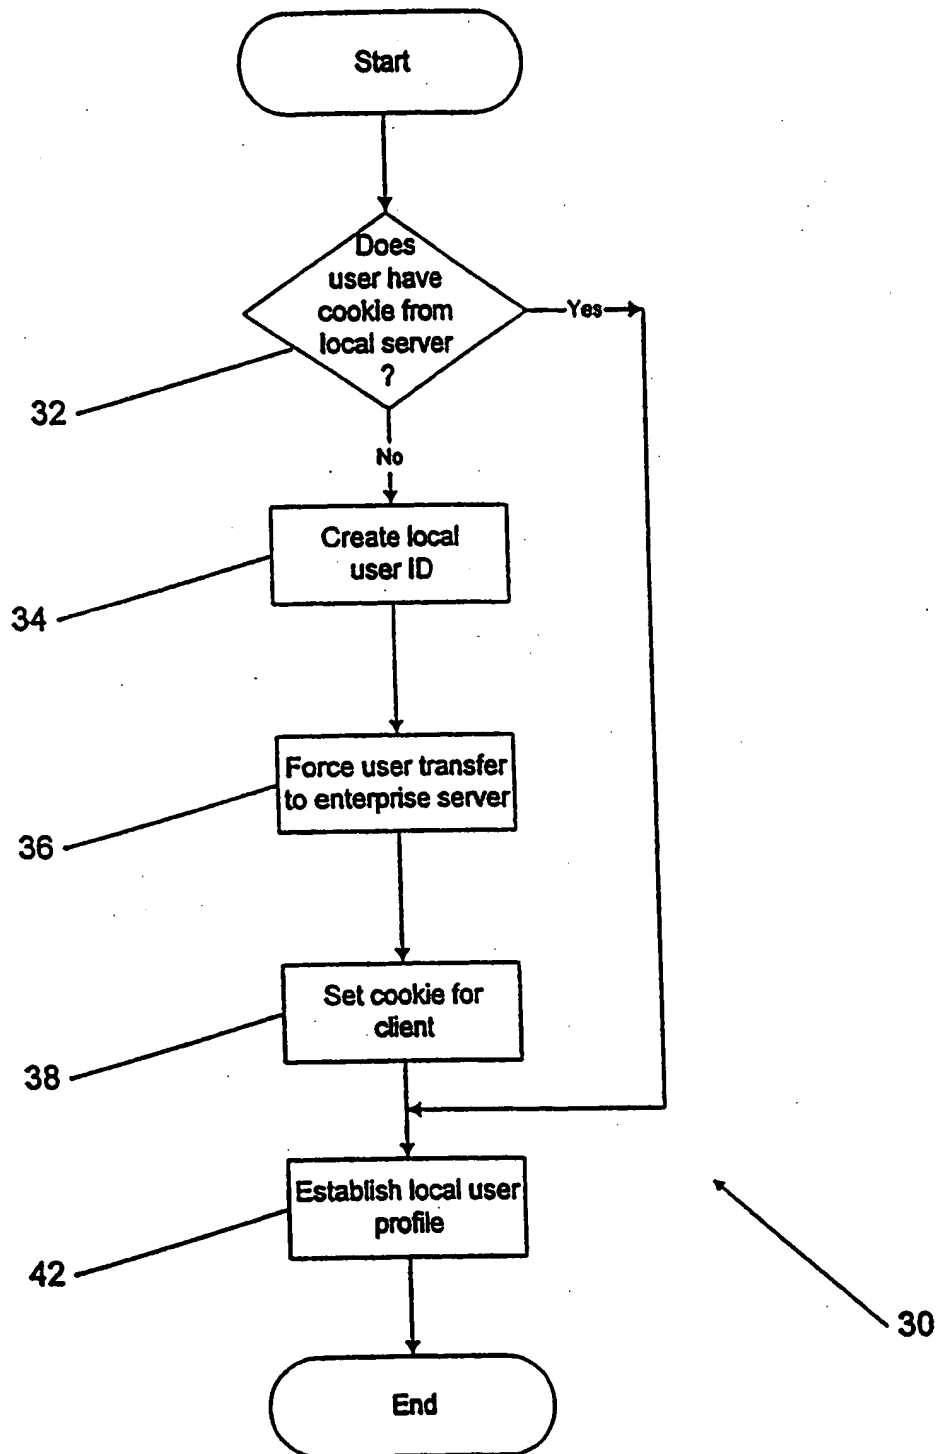 Start
Does
user have
cookie from
local server
?
Yes
32
No
Create local
user ID
34
Force user transfer
to enterprise server
36
Set cookie for
client
38
Establish local user
profile
42
30
End